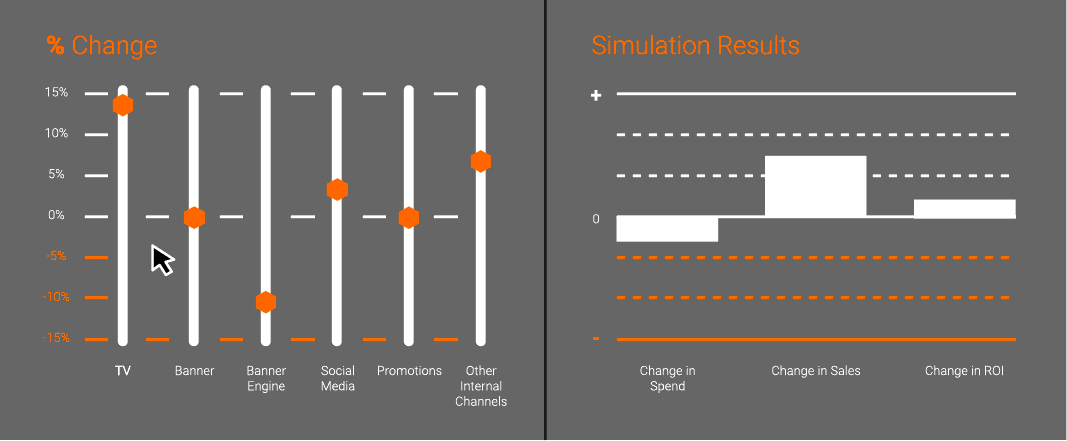 % Change
15%
10%
5%
0%
-5%
-10%
-15%
TV
Banner
Banner
Engine
Social
Media
Promotions
Other
Internal
Channels
Simulation Results
+
0
-
Change in
Spend
Change in Sales
Change in ROI